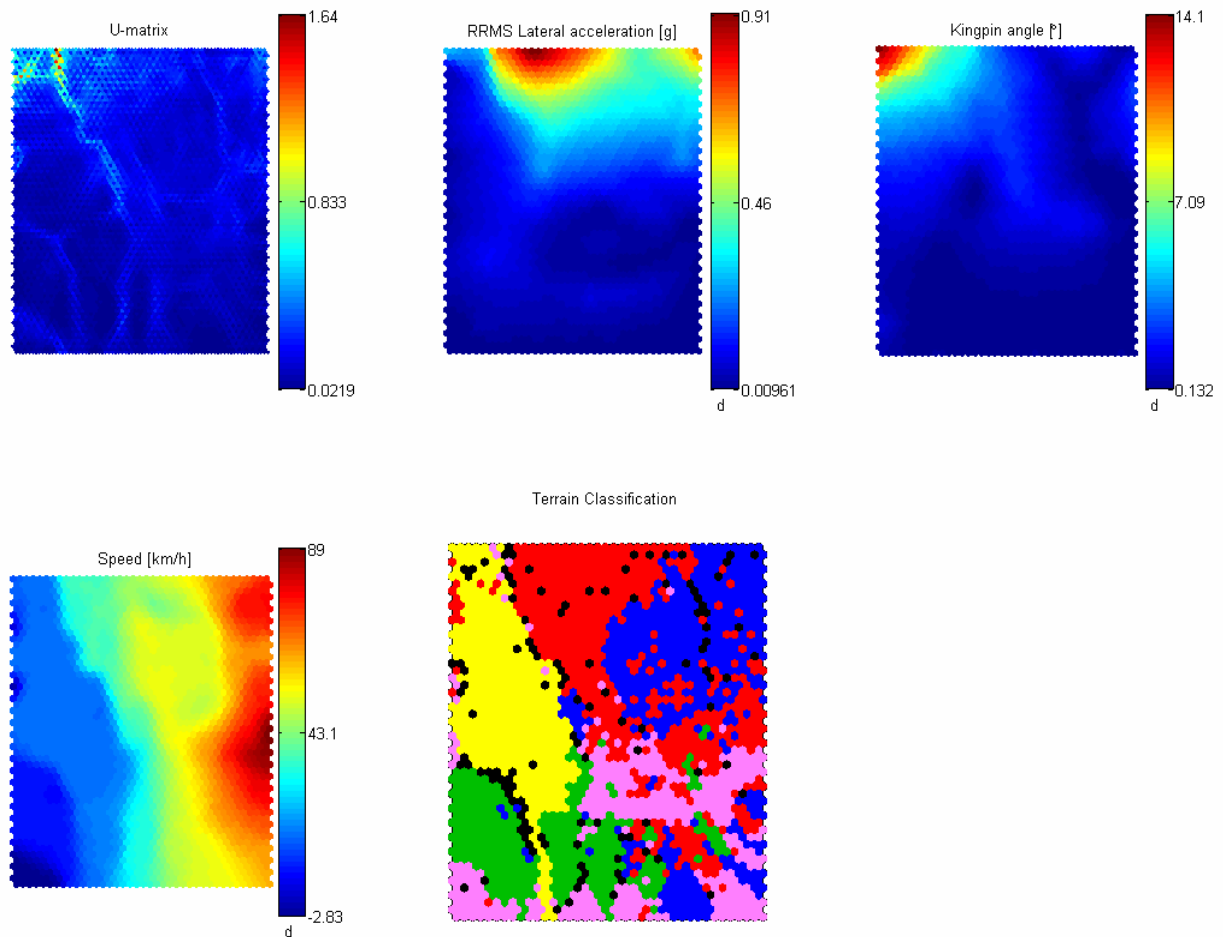 U-matrix
1.64
0.833
0.0219
RRMS Lateral acceleration [g]
0.91
0.46
0.00961
d
Kingpin angle [º]
14.1
7.09
0.132
d
Speed [km/h]
89
43.1
-2.83
d
Terrain Classification